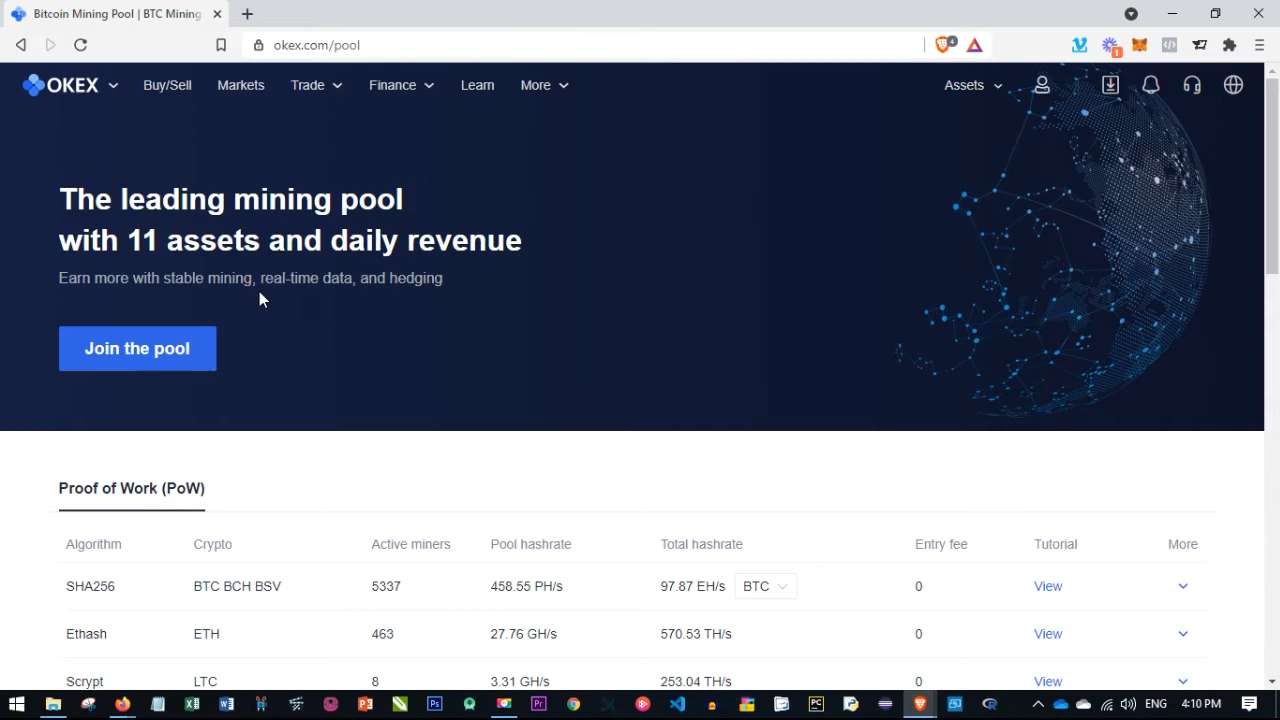 Bitcoin Mining Pool | BTC Mining
okex.com/pool
4
1
OKEX Buy/Sell Markets Trade Finance Learn More Assets
The leading mining pool
with 11 assets and daily revenue
Earn more with stable mining, real-time data, and hedging
Join the pool
Proof of Work (PoW)
Algorithm Crypto Active miners Pool hashrate Total hashrate Entry fee Tutorial More
SHA256 BTC BCH BSV 5337 458.55 PH/s 97.87 EH/s BTC 0 View
Ethash ETH 463 27.76 GH/s 570.53 TH/s 0 View
Scrypt LTC 8 3.31 GH/s 253.04 TH/s 0 View
ENG 4:10 PM